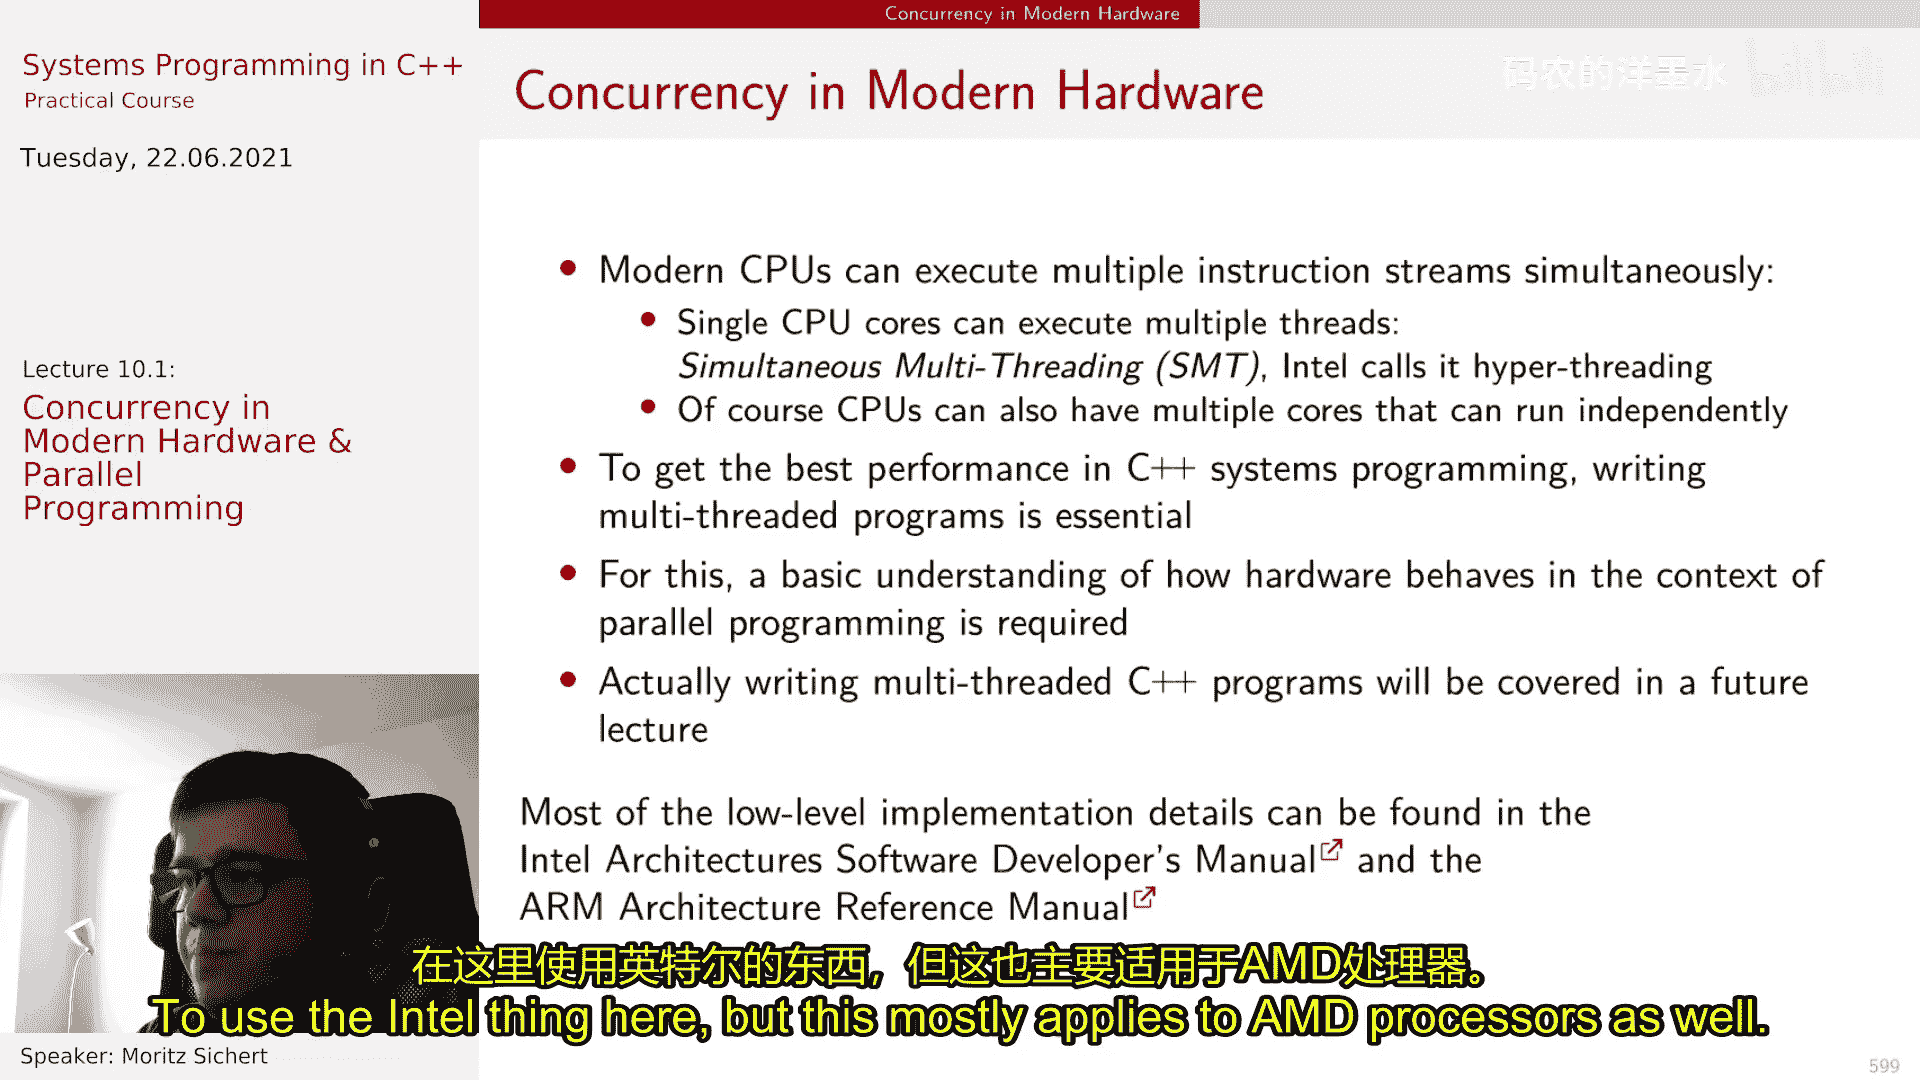 Concurrency in Modern Hardware
Systems Programming in C++
Practical Course
Tuesday, 22.06.2021
Lecture 10.1:
Concurrency in
Modern Hardware &
Parallel
Programming
Concurrency in Modern Hardware
码农的洋墨水 bilibili
• Modern CPUs can execute multiple instruction streams simultaneously:
• Single CPU cores can execute multiple threads:
Simultaneous Multi-Threading (SMT), Intel calls it hyper-threading
• Of course CPUs can also have multiple cores that can run independently
• To get the best performance in C++ systems programming, writing
multi-threaded programs is essential
• For this, a basic understanding of how hardware behaves in the context of
parallel programming is required
• Actually writing multi-threaded C++ programs will be covered in a future
lecture
Most of the low-level implementation details can be found in the
Intel Architectures Software Developer's Manual and the
ARM Architecture Reference Manual
在这里使用英特尔的东西，但这也主要适用于AMD处理器。
To use the Intel thing here, but this mostly applies to AMD processors as well.
Speaker: Moritz Sichert
599